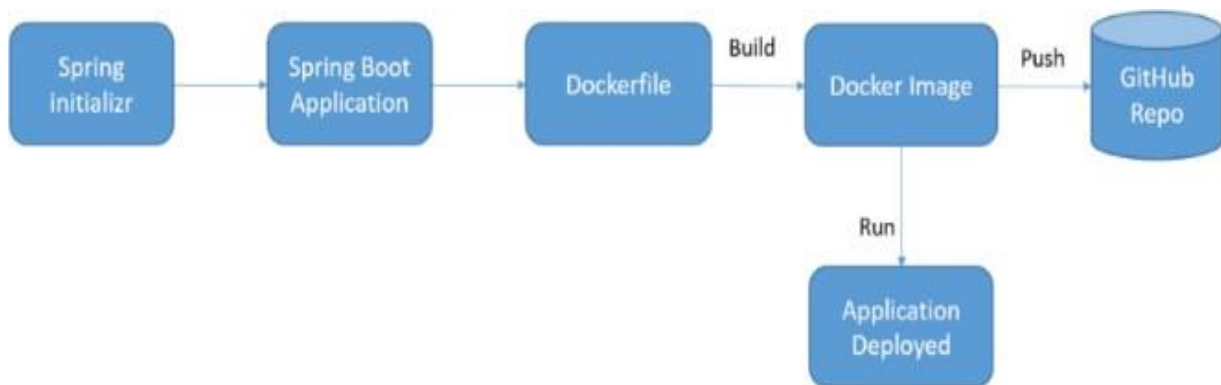 Spring
initializr
Spring Boot
Application
Dockerfile
Build
Docker Image
Push
GitHub
Repo
Run
Application
Deployed